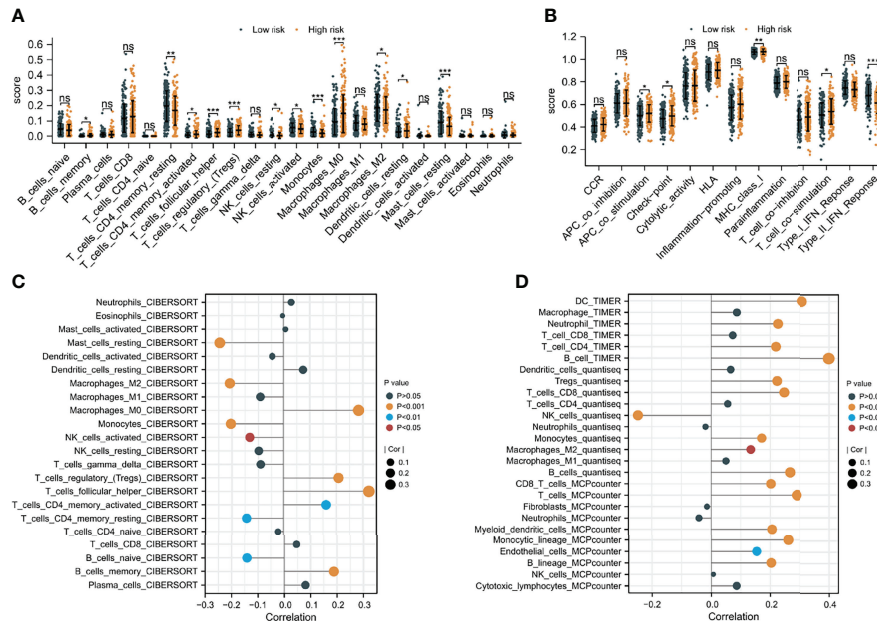 A
Low risk High risk
score
0.6
0.5
0.4
0.3
0.2
0.1
0.0
ns * ns ns ns ** * *** *** ns * * *** *** ns * * ns *** ns ns ns
B_cells_naive
B_cells_memory
Plasma_cells
T_cells_CD8
T_cells_CD4_naive
T_cells_CD4_memory_resting
T_cells_CD4_memory_activated
T_cells_follicular_helper
T_cells_regulatory_(Tregs)
T_cells_gamma_delta
NK_cells_resting
NK_cells_activated
Monocytes
Macrophages_M0
Macrophages_M1
Macrophages_M2
Dendritic_cells_resting
Dendritic_cells_activated
Mast_cells_resting
Mast_cells_activated
Eosinophils
Neutrophils
B
Low risk High risk
score
1.2
1.0
0.8
0.6
0.4
0.2
ns ns * * ns ns ns ** ns ns * ns ***
CCR
APC_co_inhibition
APC_co_stimulation
Check-point
Cytolytic_activity
HLA
Inflammation-promoting
MHC_class_I
Parainflammation
T_cell_co-inhibition
T_cell_co-stimulation
Type_I_IFN_Reponse
Type_II_IFN_Reponse
C
Neutrophils_CIBERSORT
Eosinophils_CIBERSORT
Mast_cells_activated_CIBERSORT
Mast_cells_resting_CIBERSORT
Dendritic_cells_activated_CIBERSORT
Dendritic_cells_resting_CIBERSORT
Macrophages_M2_CIBERSORT
Macrophages_M1_CIBERSORT
Macrophages_M0_CIBERSORT
Monocytes_CIBERSORT
NK_cells_activated_CIBERSORT
NK_cells_resting_CIBERSORT
T_cells_gamma_delta_CIBERSORT
T_cells_regulatory_(Tregs)_CIBERSORT
T_cells_follicular_helper_CIBERSORT
T_cells_CD4_memory_activated_CIBERSORT
T_cells_CD4_memory_resting_CIBERSORT
T_cells_CD4_naive_CIBERSORT
T_cells_CD8_CIBERSORT
B_cells_naive_CIBERSORT
B_cells_memory_CIBERSORT
Plasma_cells_CIBERSORT
−0.3 −0.2 −0.1 0.0 0.1 0.2 0.3
Correlation
P value
P>0.05
P<0.001
P<0.01
P<0.05
| Cor |
0.1
0.2
0.3
D
DC_TIMER
Macrophage_TIMER
Neutrophil_TIMER
T_cell_CD8_TIMER
T_cell_CD4_TIMER
B_cell_TIMER
Dendritic_cells_quantiseq
Tregs_quantiseq
T_cells_CD8_quantiseq
T_cells_CD4_quantiseq
NK_cells_quantiseq
Neutrophils_quantiseq
Monocytes_quantiseq
Macrophages_M2_quantiseq
Macrophages_M1_quantiseq
B_cells_quantiseq
CD8_T_cells_MCPcounter
T_cells_MCPcounter
Fibroblasts_MCPcounter
Neutrophils_MCPcounter
Myeloid_dendritic_cells_MCPcounter
Monocytic_lineage_MCPcounter
Endothelial_cells_MCPcounter
B_lineage_MCPcounter
NK_cells_MCPcounter
Cytotoxic_lymphocytes_MCPcounter
−0.2 0.0 0.2 0.4
Correlation
P value
P>0.0
P<0.0
P<0.0
P<0.0
| Cor |
0.1
0.2
0.3